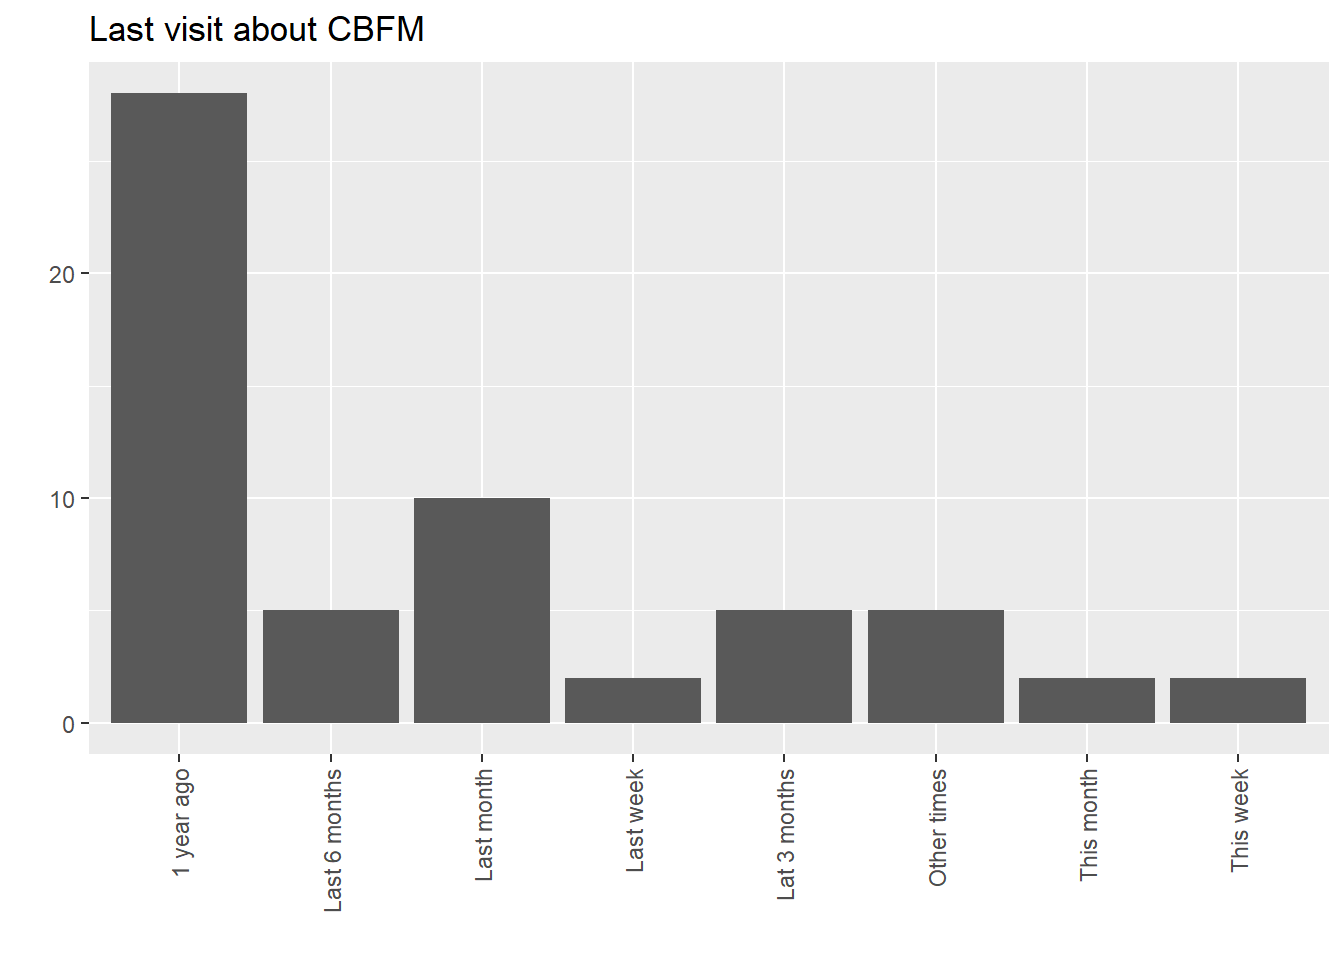 Last visit about CBFM
20
10
0
1 year ago
Last 6 months
Last month
Last week
Lat 3 months
Other times
This month
This week